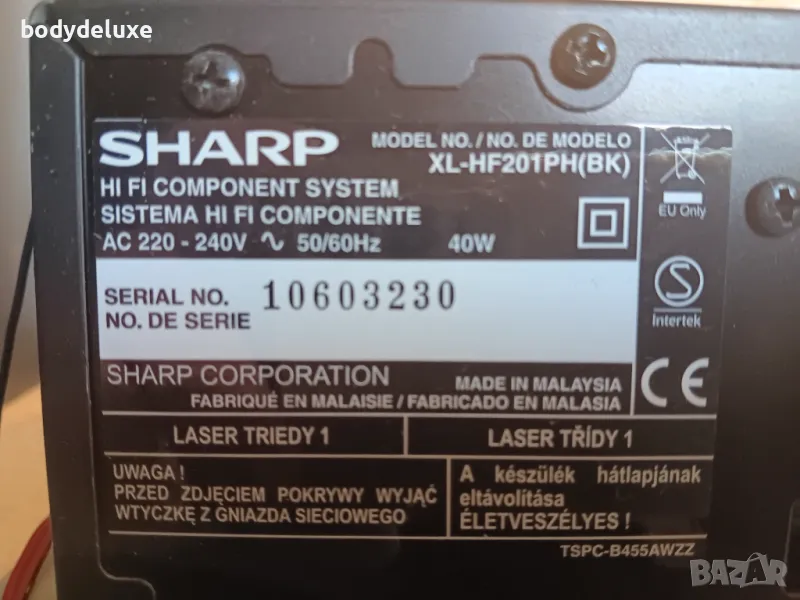 bodydeluxe
SHARP
MODEL NO./NO. DE MODELO
XL-HF201PH(BK)
HI FI COMPONENT SYSTEM
SISTEMA HI FI COMPONENTE
AC 220 - 240V ∿ 50/60Hz 40W
EU Only
SERIAL NO. 10603230
NO. DE SERIE
S
Intertek
SHARP CORPORATION
MADE IN MALAYSIA
FABRIQUÉ EN MALAISIE / FABRICADO EN MALASIA
CE
LASER TRIEDY 1
LASER TŘÍDY 1
UWAGA !
PRZED ZDJĘCIEM POKRYWY WYJĄĆ
WTYCZKĘ Z GNIAZDA SIECIOWEGO
A készülék hátlapjának
eltávolítása
ÉLETVESZÉLYES !
TSPC-B455AWZZ
BAZAR